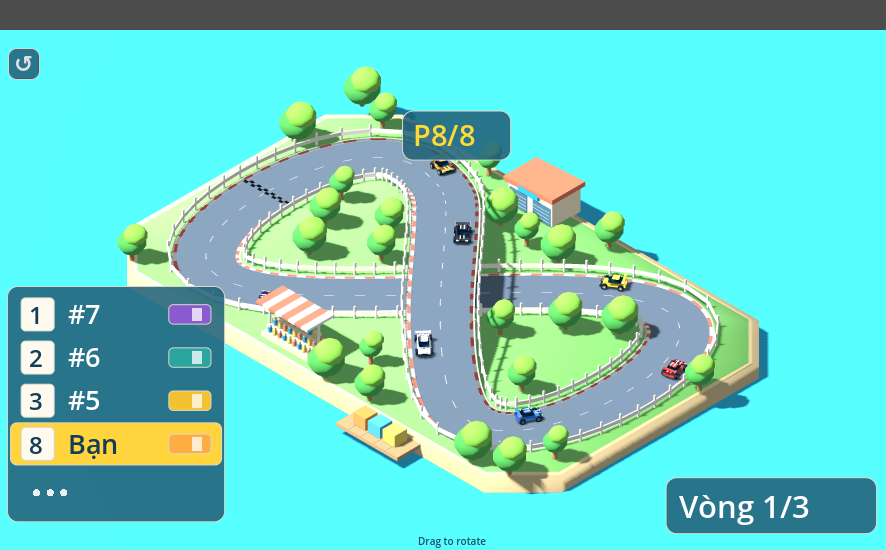 P8/8
1 #7
2 #6
3 #5
8 Bạn
...
Vòng 1/3
Drag to rotate